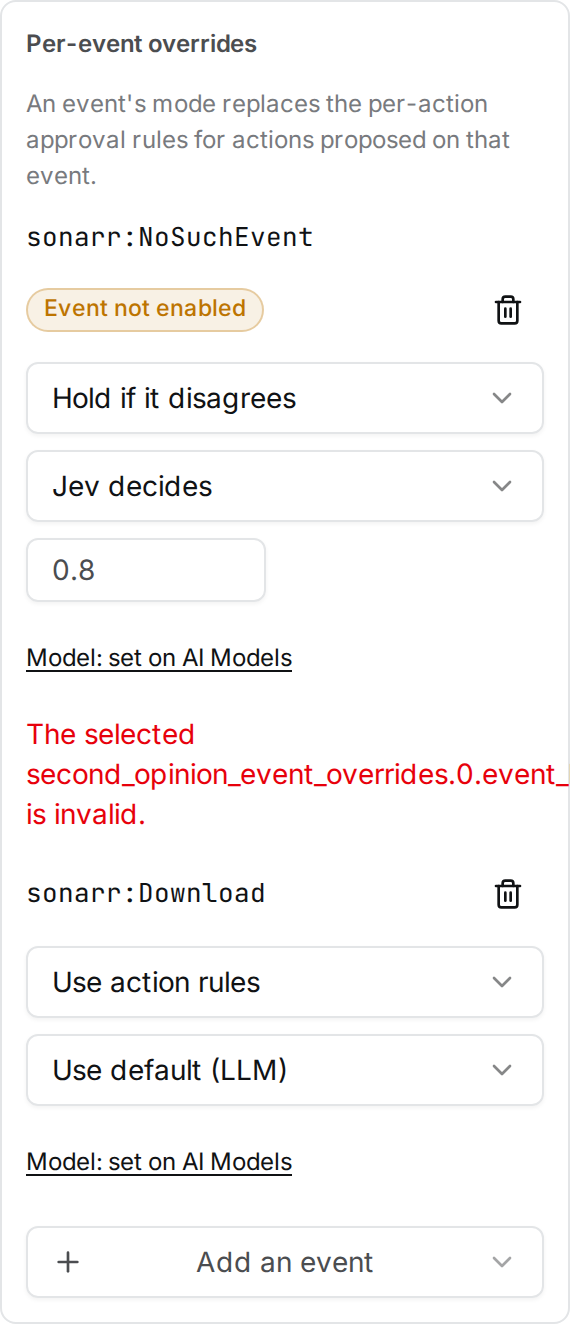 Per-event overrides
An event's mode replaces the per-action
approval rules for actions proposed on that
event.
sonarr:NoSuchEvent
Event not enabled
Hold if it disagrees
Jev decides
0.8
Model: set on AI Models
The selected
second_opinion_event_overrides.0.event_
is invalid.
sonarr:Download
Use action rules
Use default (LLM)
Model: set on AI Models
Add an event